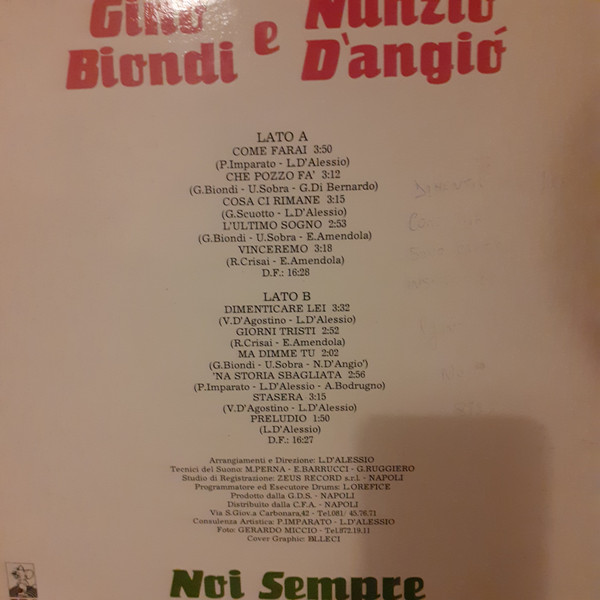 Gino
Biondi e Nunzio
D'angió
LATO A
COME FARAI 3:50
(P.Imparato - L.D'Alessio)
CHE POZZO FA' 3:12
(G.Biondi - U.Sobra - G.Di Bernardo)
COSA CI RIMANE 3:15
(G.Scuotto - L.D'Alessio)
L'ULTIMO SOGNO 2:53
(G.Biondi - U.Sobra - E.Amendola)
VINCEREMO 3:18
(R.Crisai - E.Amendola)
D.F.: 16:28
LATO B
DIMENTICARE LEI 3:32
(V.D'Agostino - L.D'Alessio)
GIORNI TRISTI 2:52
(R.Crisai - E.Amendola)
MA DIMME TU 2:02
(G.Biondi - U.Sobra - N.D'Angio')
'NA STORIA SBAGLIATA 2:56
(P.Imparato - L.D'Alessio - A.Bodrugno)
STASERA 3:15
(V.D'Agostino - L.D'Alessio)
PRELUDIO 1:50
(L.D'Alessio)
D.F.: 16:27
Arrangiamenti e Direzione: L.D'ALESSIO
Tecnici del Suono: M.PERNA - E.BARRUCCI - G.RUGGIERO
Studio di Registrazione: ZEUS RECORD s.r.l. - NAPOLI
Programmatore ed Esecutore Drums: L.OREFICE
Prodotto dalla G.D.S. - NAPOLI
Distribuito dalla C.F.A. - NAPOLI
Via S.Giov.a Carbonara,42 - Tel.081/ 45.76.71
Consulenza Artistica: P.IMPARATO - L.D'ALESSIO
Foto: GERARDO MICCIO - Tel.872.19.11
Cover Graphic: BI.LECI
Noi Sempre